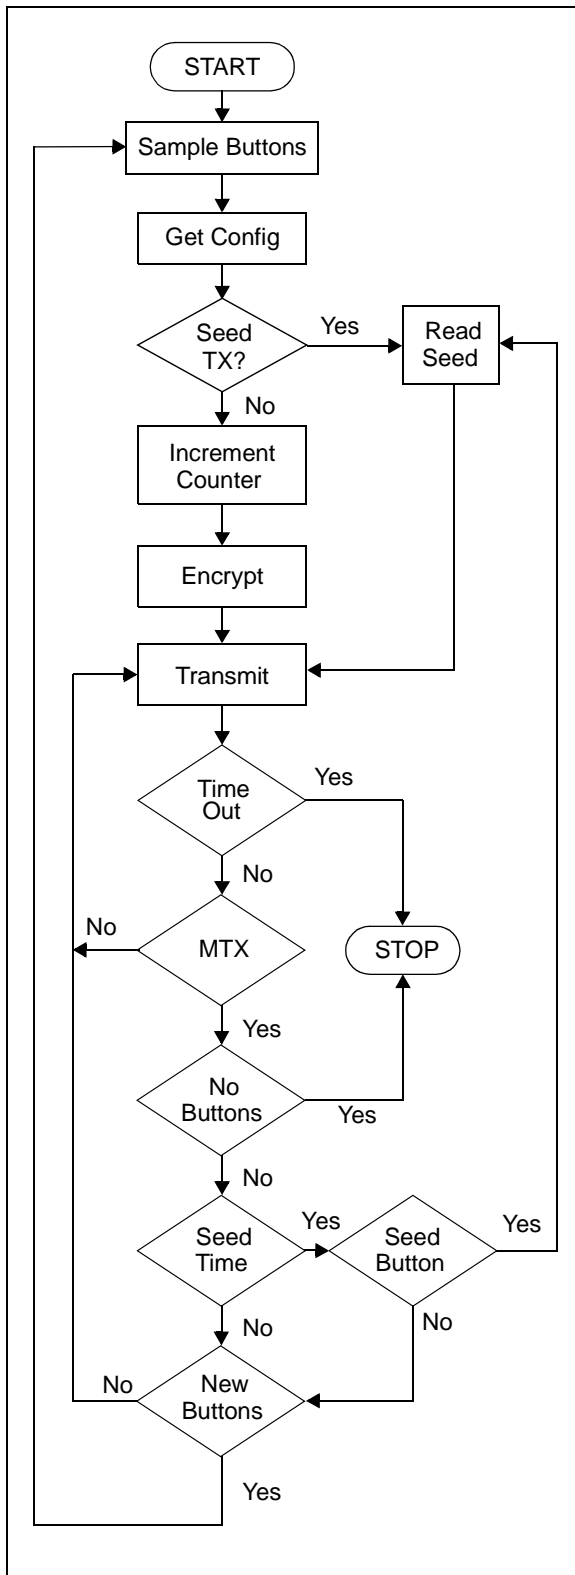 START
Sample Buttons
Get Config
Seed
TX?
Yes
Read
Seed
No
Increment
Counter
Encrypt
Transmit
Time
Out
Yes
No
No
MTX
STOP
Yes
No
Buttons
Yes
No
Seed
Time
Yes
Seed
Button
Yes
No
No
No
New
Buttons
Yes